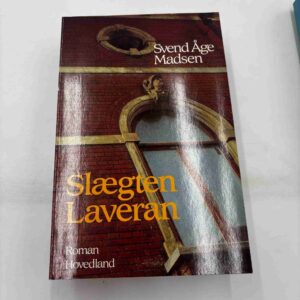 Svend Åge
Madsen
Slægten
Laveran
Roman
Hovedland